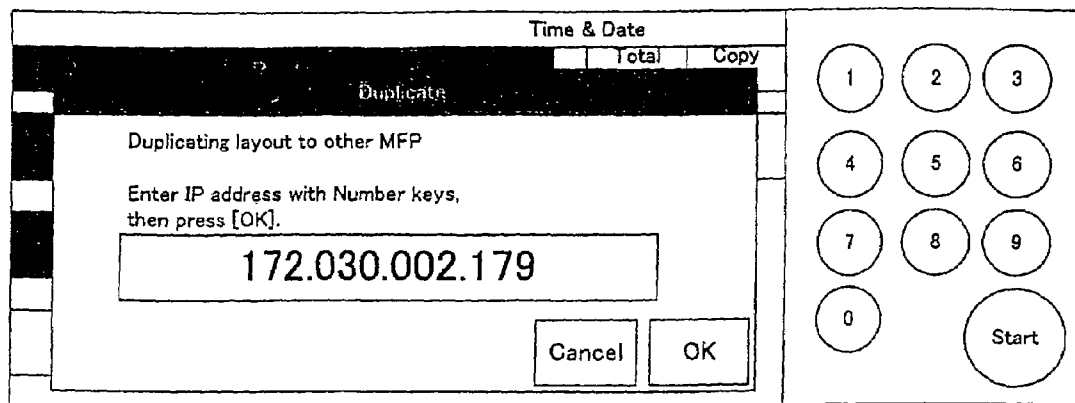 Time & Date
Total Copy
Duplicate
Duplicating layout to other MFP
Enter IP address with Number keys,
then press [OK].
172.030.002.179
Cancel OK
1 2 3
4 5 6
7 8 9
0 Start